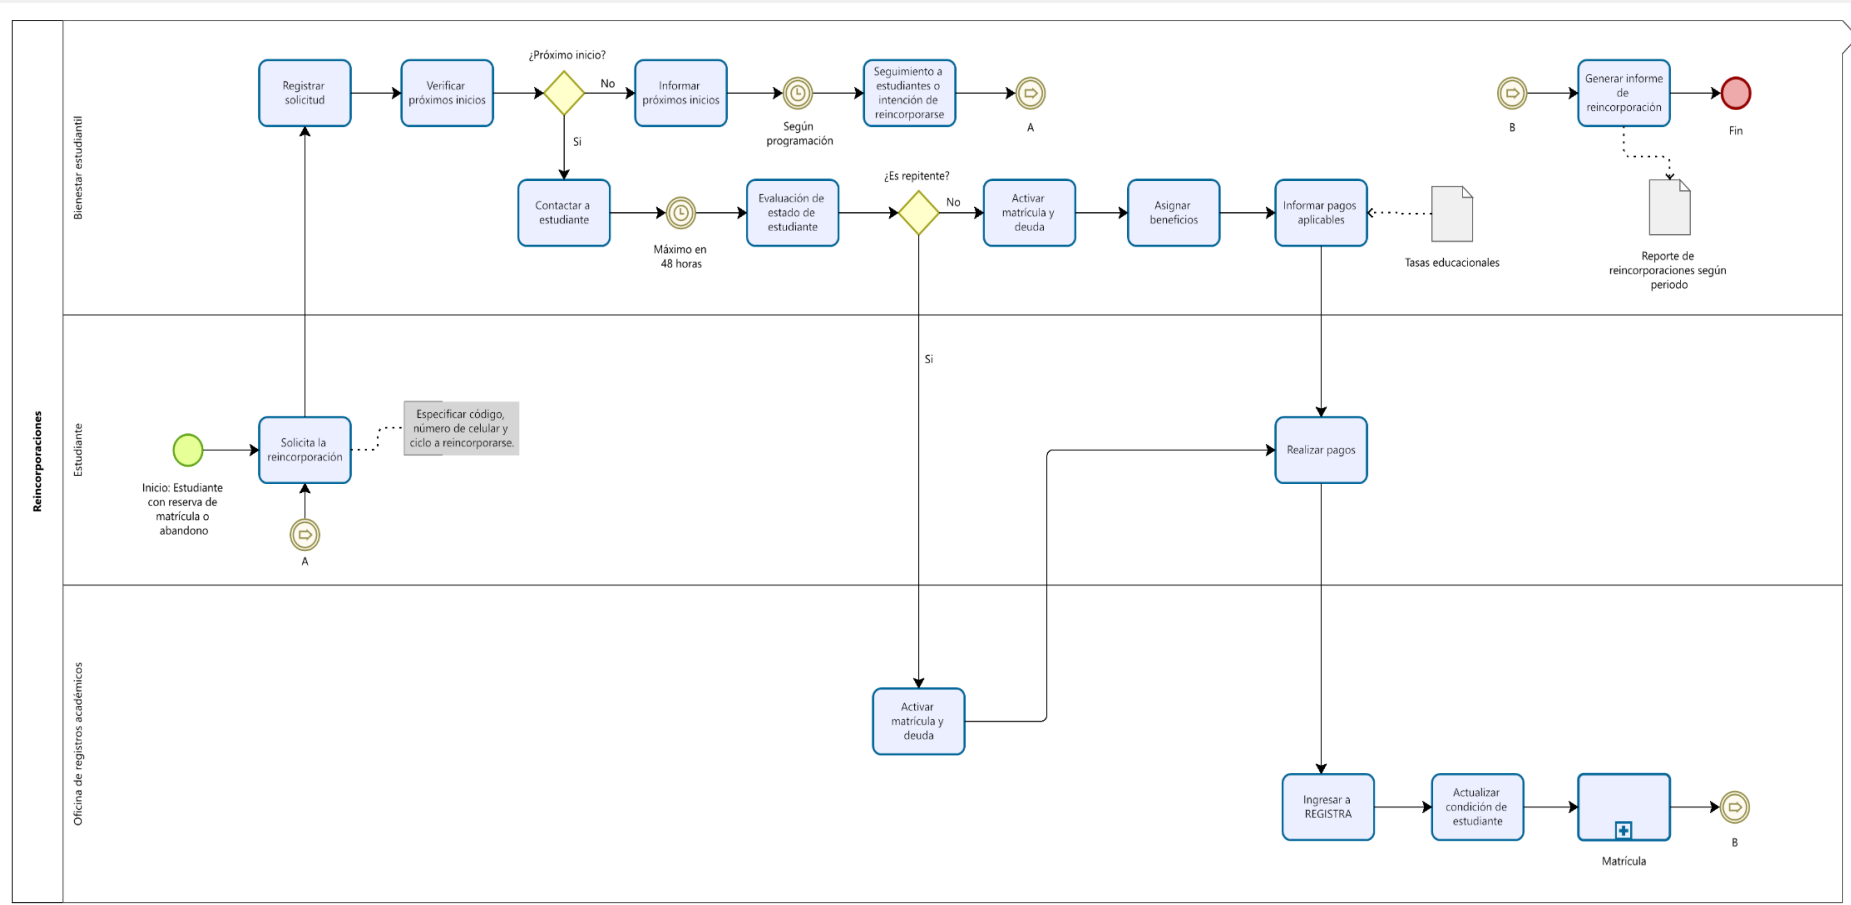 Reincorporaciones
Bienestar estudiantil
Registrar
solicitud
Verificar
próximos inicios
¿Próximo inicio?
No
Si
Informar
próximos inicios
Según
programación
Seguimiento a
estudiantes o
intención de
reincorporarse
A
B
Generar informe
de
reincorporación
Fin
Contactar a
estudiante
Máximo en
48 horas
Evaluación de
estado de
estudiante
¿Es repitente?
No
Activar
matrícula y
deuda
Asignar
beneficios
Informar pagos
aplicables
Tasas educacionales
Reporte de
reincorporaciones según
periodo
Estudiante
Si
Inicio: Estudiante
con reserva de
matrícula o
abandono
Solicita la
reincorporación
Especificar código,
número de celular y
ciclo a reincorporarse.
A
Realizar pagos
Oficina de registros académicos
Activar
matrícula y
deuda
Ingresar a
REGISTRA
Actualizar
condición de
estudiante
Matrícula
B